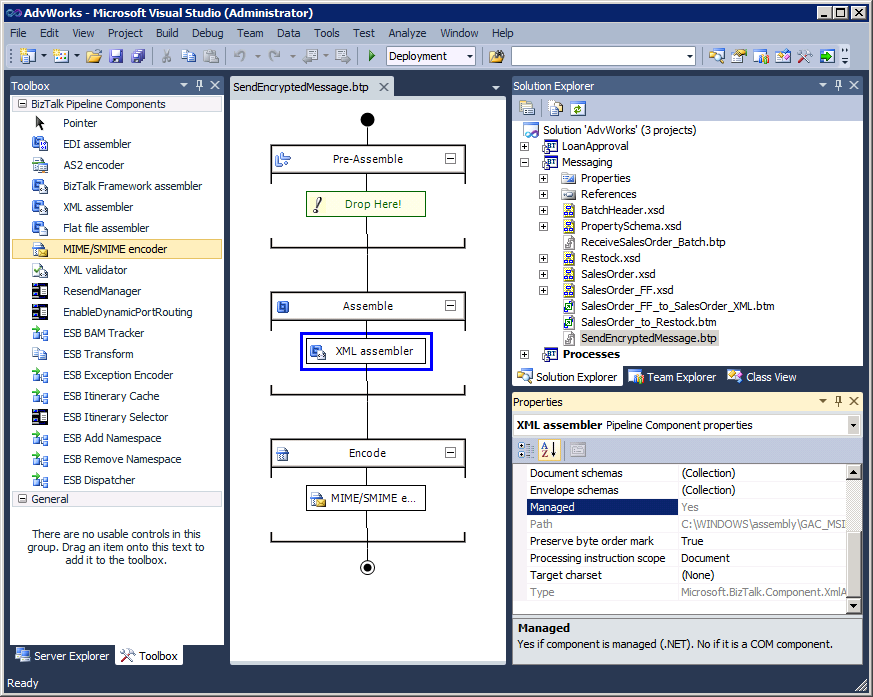 AdvWorks - Microsoft Visual Studio (Administrator)
File Edit View Project Build Debug Team Data Tools Test Analyze Window Help
Deployment
Toolbox
BizTalk Pipeline Components
Pointer
EDI assembler
AS2 encoder
BizTalk Framework assembler
XML assembler
Flat file assembler
MIME/SMIME encoder
XML validator
ResendManager
EnableDynamicPortRouting
ESB BAM Tracker
ESB Transform
ESB Exception Encoder
ESB Itinerary Cache
ESB Itinerary Selector
ESB Add Namespace
ESB Remove Namespace
ESB Dispatcher
General
There are no usable controls in this
group. Drag an item onto this text to
add it to the toolbox.
Server Explorer Toolbox
SendEncryptedMessage.btp
Pre-Assemble
Drop Here!
Assemble
XML assembler
Encode
MIME/SMIME e...
Solution Explorer
Solution 'AdvWorks' (3 projects)
LoanApproval
Messaging
Properties
References
BatchHeader.xsd
PropertySchema.xsd
ReceiveSalesOrder_Batch.btp
Restock.xsd
SalesOrder.xsd
SalesOrder_FF.xsd
SalesOrder_FF_to_SalesOrder_XML.btm
SalesOrder_to_Restock.btm
SendEncryptedMessage.btp
Processes
Solution Explorer Team Explorer Class View
Properties
XML assembler Pipeline Component properties
Document schemas (Collection)
Envelope schemas (Collection)
Managed Yes
Path C:\WINDOWS\assembly\GAC_MSI
Preserve byte order mark True
Processing instruction scope Document
Target charset (None)
Type Microsoft.BizTalk.Component.XmlA
Managed
Yes if component is managed (.NET). No if it is a COM component.
Ready